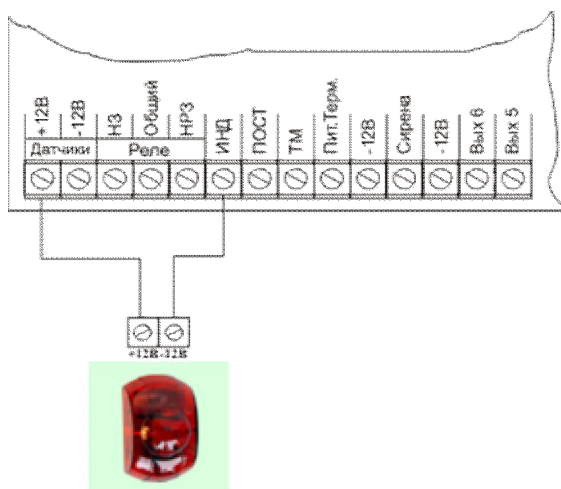 +12В -12В НЗ Общий НРЗ ИНД ПОСТ ТМ Пит.Терм. -12В Сирена -12В Вых 6 Вых 5
Датчики Реле
+12В -12В